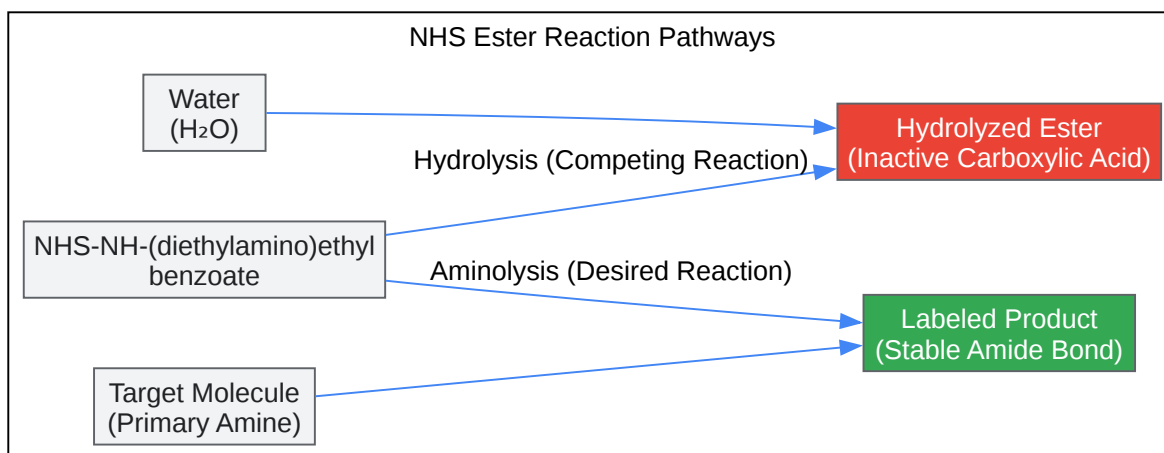 NHS Ester Reaction Pathways
Water
(H₂O)
Hydrolyzed Ester
(Inactive Carboxylic Acid)
Hydrolysis (Competing Reaction)
NHS-NH-(diethylamino)ethyl
benzoate
Aminolysis (Desired Reaction)
Labeled Product
(Stable Amide Bond)
Target Molecule
(Primary Amine)